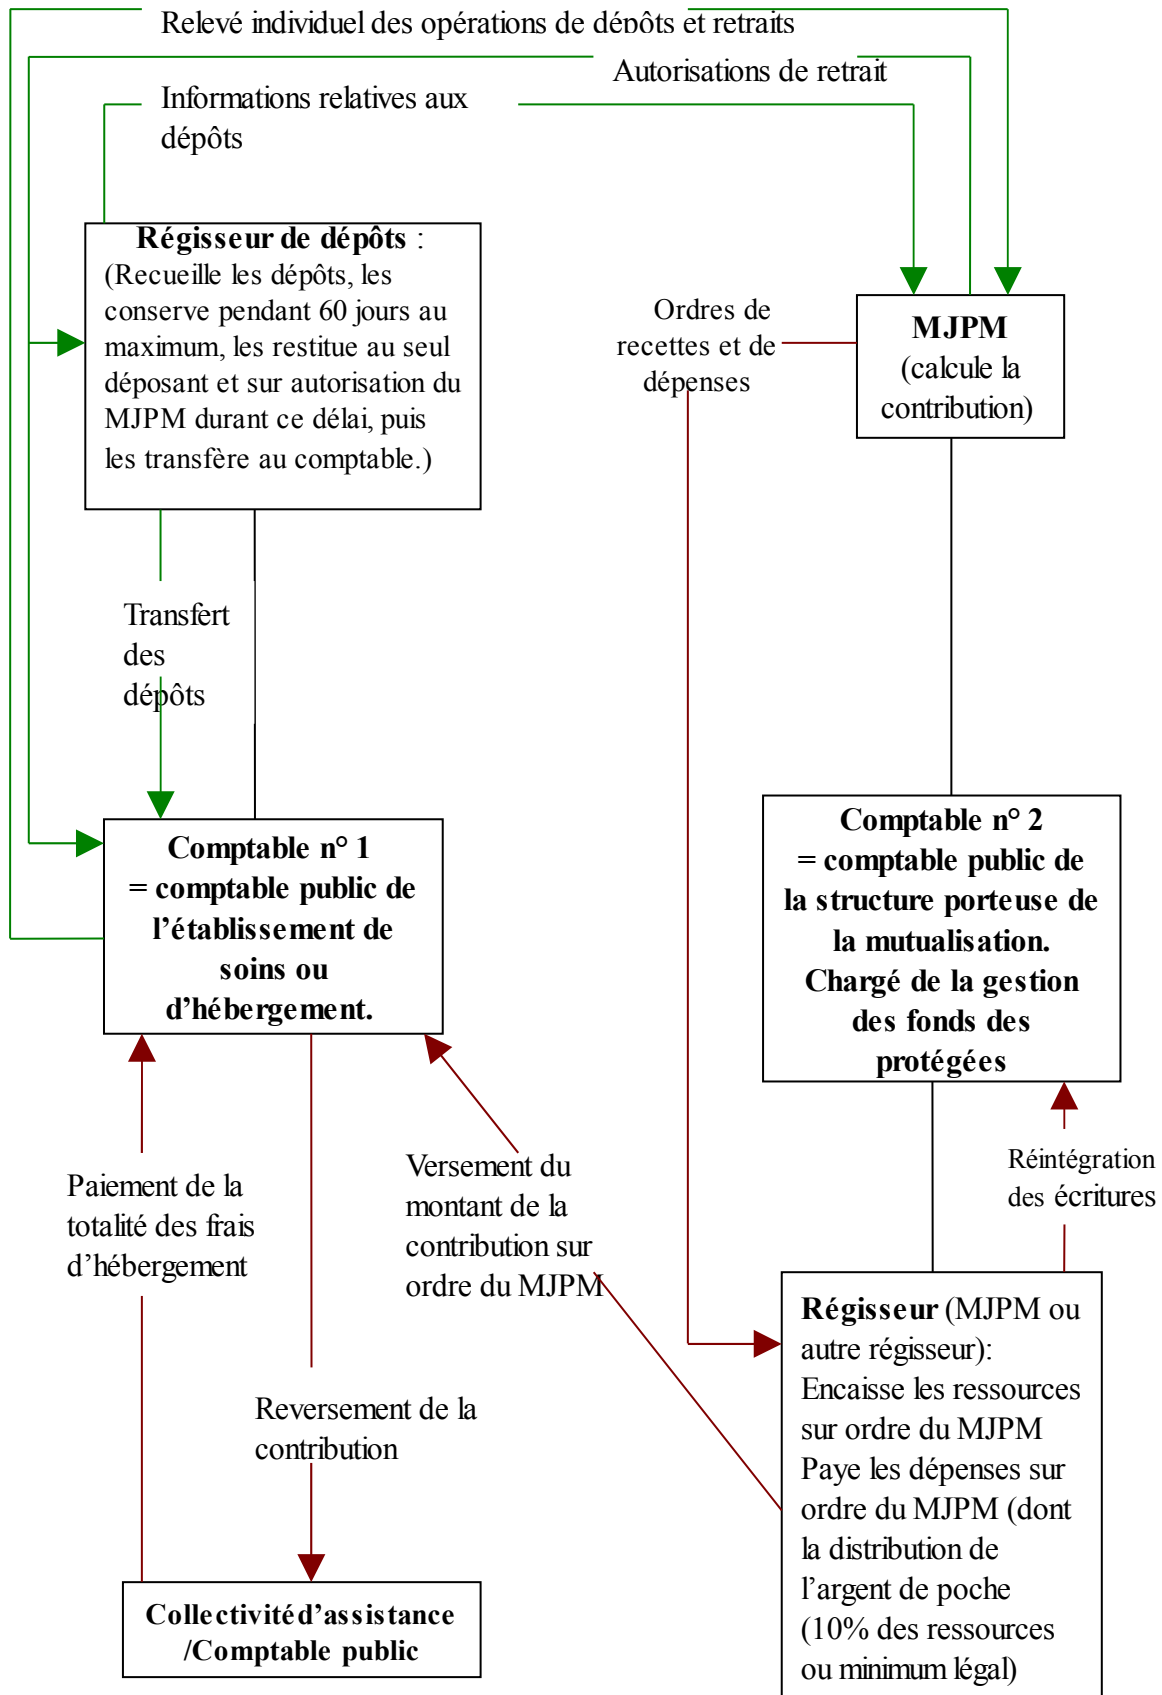 Relevé individuel des opérations de dépôts et retraits
Autorisations de retrait
Informations relatives aux
dépôts
Régisseur de dépôts :
(Recueille les dépôts, les
conserve pendant 60 jours au
maximum, les restitue au seul
déposant et sur autorisation du
MJPM durant ce délai, puis
les transfère au comptable.)
Ordres de
recettes et de
dépenses
MJPM
(calcule la
contribution)
Transfert
des
dépôts
Comptable n° 1
= comptable public de
l’établissement de
soins ou
d’hébergement.
Comptable n° 2
= comptable public de
la structure porteuse de
la mutualisation.
Chargé de la gestion
des fonds des
protégées
Paiement de la
totalité des frais
d’hébergement
Versement du
montant de la
contribution sur
ordre du MJPM
Réintégration
des écritures
Reversement de la
contribution
Régisseur (MJPM ou
autre régisseur):
Encaisse les ressources
sur ordre du MJPM
Paye les dépenses sur
ordre du MJPM (dont
la distribution de
l’argent de poche
(10% des ressources
ou minimum légal)
Collectivité d’assistance
/Comptable public